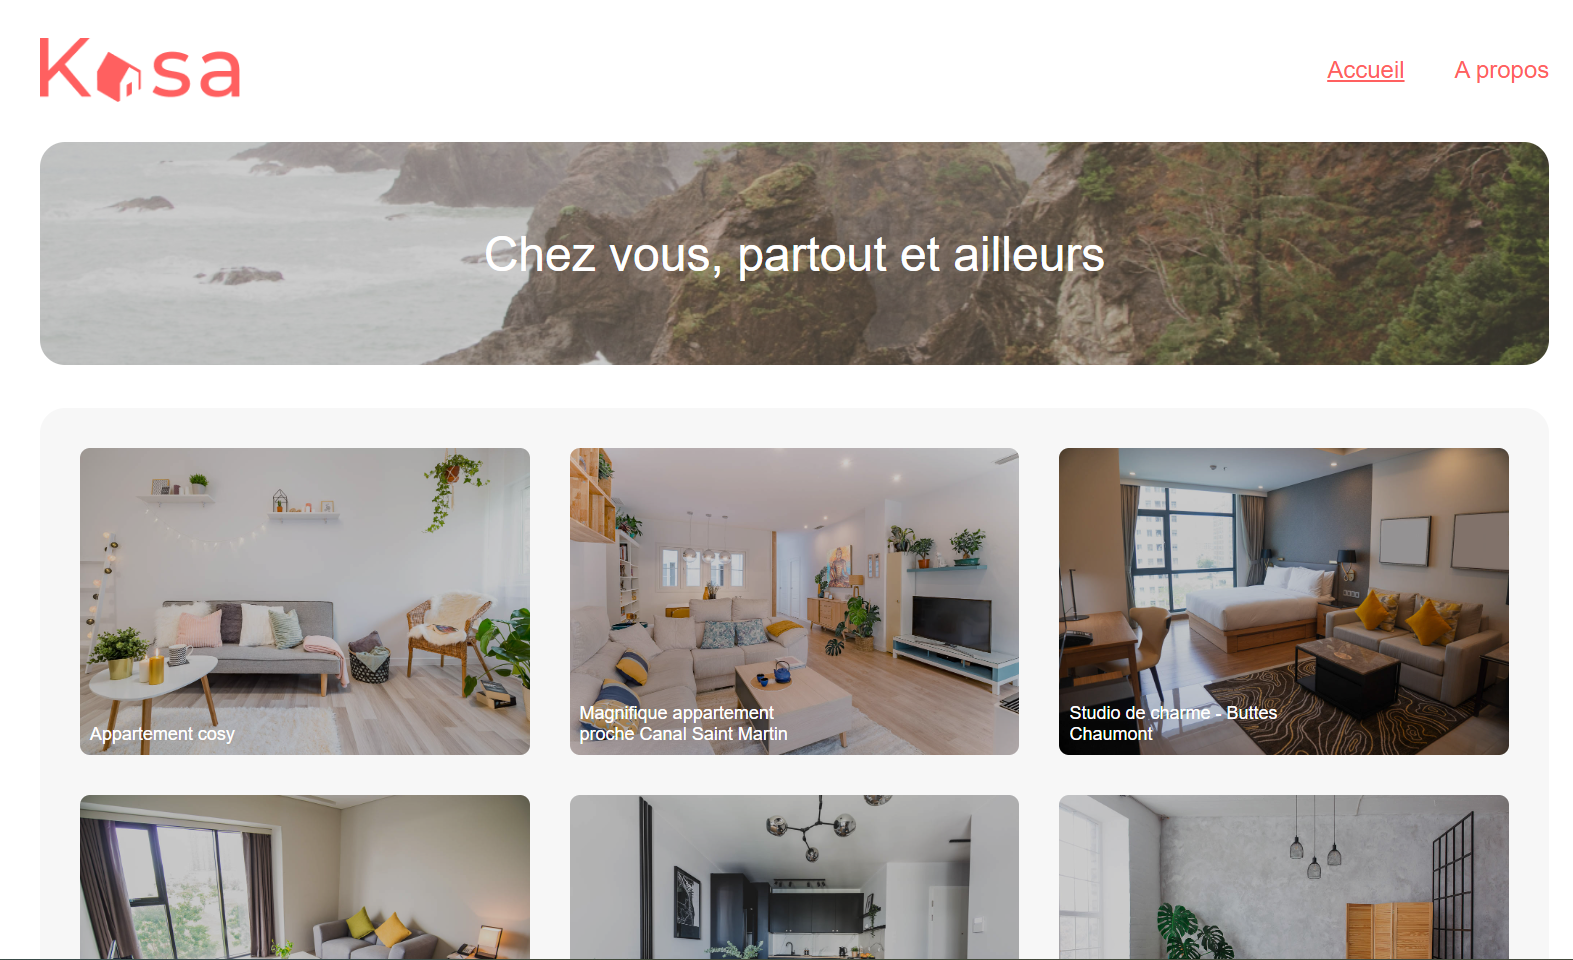 Kasa
Accueil
A propos
Chez vous, partout et ailleurs
Appartement cosy
Magnifique appartement
proche Canal Saint Martin
Studio de charme - Buttes
Chaumont